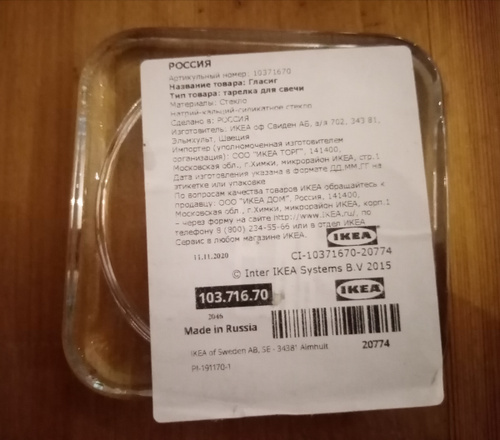 РОССИЯ
Артикульный номер: 10371670
Название товара: Гласиг
Тип товара: тарелка для свечи
Материалы: Стекло
натрий-кальций-силикатное стекло
Сделано в: РОССИЯ
Изготовитель: ИКЕА оф Свиден АБ, а/я 702, 343 81,
Эльмхульт, Швеция
Импортер (уполномоченная изготовителем
организация): ООО "ИКЕА ТОРГ", 141400,
Московская обл., г.Химки, микрорайон ИКЕА, стр.1
Дата изготовления указана в формате ДД.ММ.ГГ на
этикетке или упаковке
По вопросам качества товаров ИКЕА обращайтесь к
продавцу: ООО "ИКЕА ДОМ", Россия, 141400,
Московская обл., г.Химки, микрорайон ИКЕА, корп.1
– через форму на сайте http://www.IKEA.ru/, по
телефону 8 (800) 234-55-66 или в отдел ИКЕА
Сервис в любом магазине ИКЕА.
IKEA
11.11.2020
CI-10371670-20774
© Inter IKEA Systems B.V 2015
103.716.70
IKEA
2046
Made in Russia
IKEA of Sweden AB, SE - 34381 Älmhult
20774
PI-191170-1